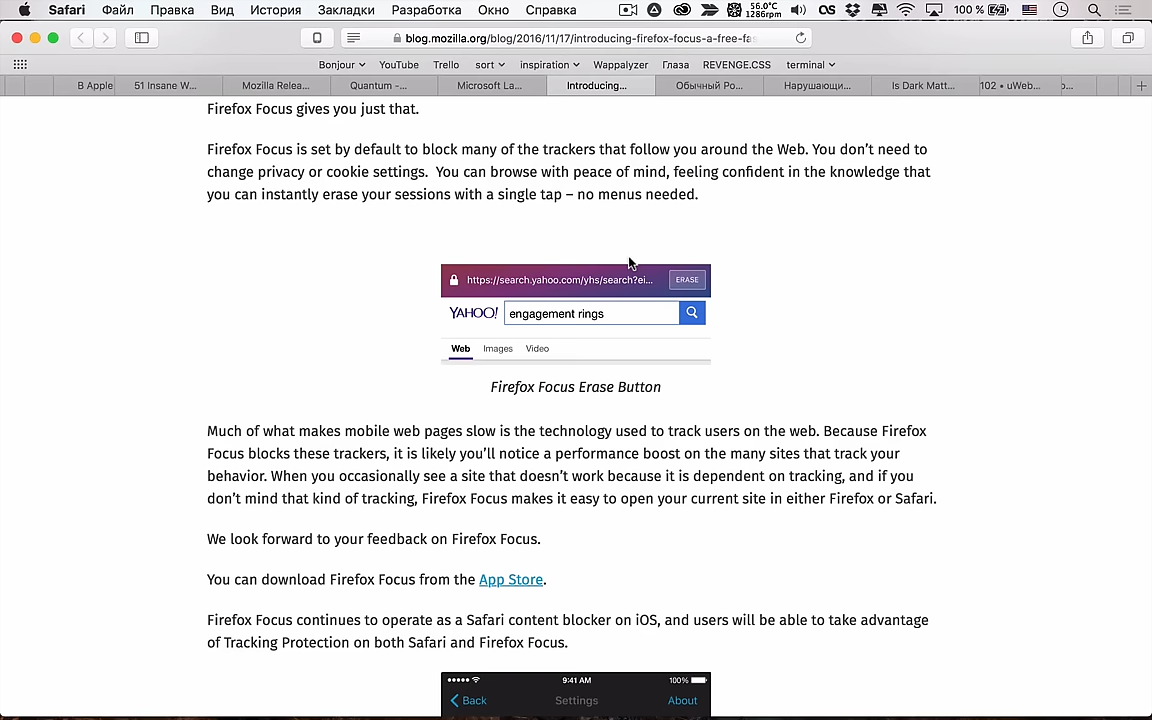 Safari Файл Правка Вид История Закладки Разработка Окно Справка 56.0°C 1286rpm 100 %
blog.mozilla.org/blog/2016/11/17/introducing-firefox-focus-a-free-fa
Bonjour YouTube Trello sort inspiration Wappalyzer Глаза REVENGE.CSS terminal
В Apple 51 Insane W... Mozilla Relea... Quantum -... Microsoft La... Introducing... Обычный Ро... Нарушающи... Is Dark Matt... 102 • uWeb...
Firefox Focus gives you just that.
Firefox Focus is set by default to block many of the trackers that follow you around the Web. You don’t need to
change privacy or cookie settings. You can browse with peace of mind, feeling confident in the knowledge that
you can instantly erase your sessions with a single tap – no menus needed.
https://search.yahoo.com/yhs/search?ei... ERASE
YAHOO! engagement rings
Web Images Video
Firefox Focus Erase Button
Much of what makes mobile web pages slow is the technology used to track users on the web. Because Firefox
Focus blocks these trackers, it is likely you’ll notice a performance boost on the many sites that track your
behavior. When you occasionally see a site that doesn’t work because it is dependent on tracking, and if you
don’t mind that kind of tracking, Firefox Focus makes it easy to open your current site in either Firefox or Safari.
We look forward to your feedback on Firefox Focus.
You can download Firefox Focus from the App Store.
Firefox Focus continues to operate as a Safari content blocker on iOS, and users will be able to take advantage
of Tracking Protection on both Safari and Firefox Focus.
9:41 AM 100%
Back Settings About